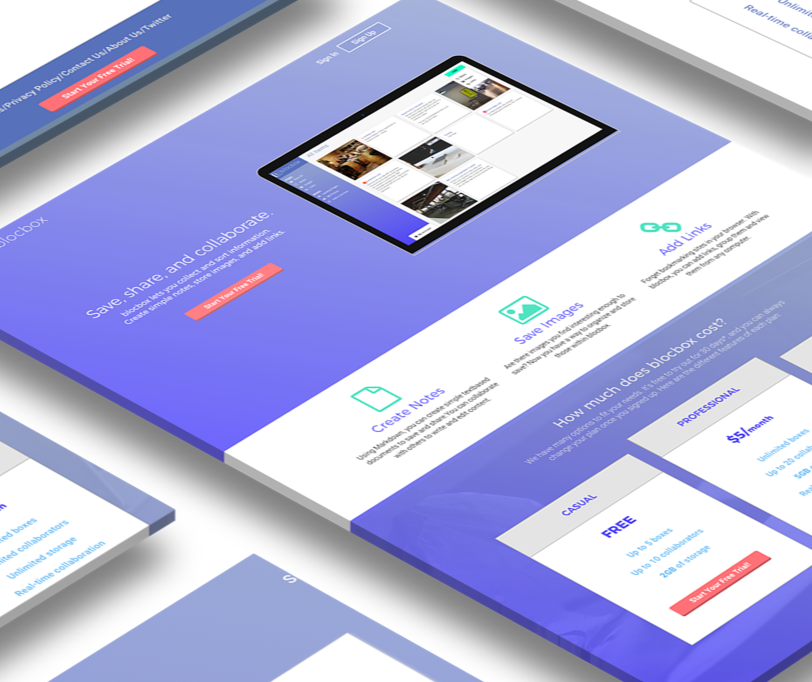 /Privacy Policy/Contact Us/About Us/Twitter
Start Your Free Trial!
Real-time
Sign In
Sign Up
blocbox
Save, share, and collaborate.
blocbox lets you collect and sort information.
Create simple notes, store images, and add links.
Start Your Free Trial!
Create Notes
Using Markdown, you can create simple textbased
documents to save and share. You can collaborate
with others to write and edit content.
Save Images
Are there images you find interesting enough to
save? Now you have a way to organize and store
those within blocbox.
Add Links
Forget bookmarking sites in your browser. With
blocbox, you can add links, group them and view
them from any computer.
How much does blocbox cost?
We have many options to fit your needs. It's free to try out for 30 days*, and you can always
change your plan once you signed up. Here are the different features of each plan.
CASUAL
FREE
Up to 5 boxes
Up to 10 collaborators
2GB of storage
Start Your Free Trial!
PROFESSIONAL
$5/month
Unlimited boxes
Up to 20
Unlimited storage
Real-time collaboration